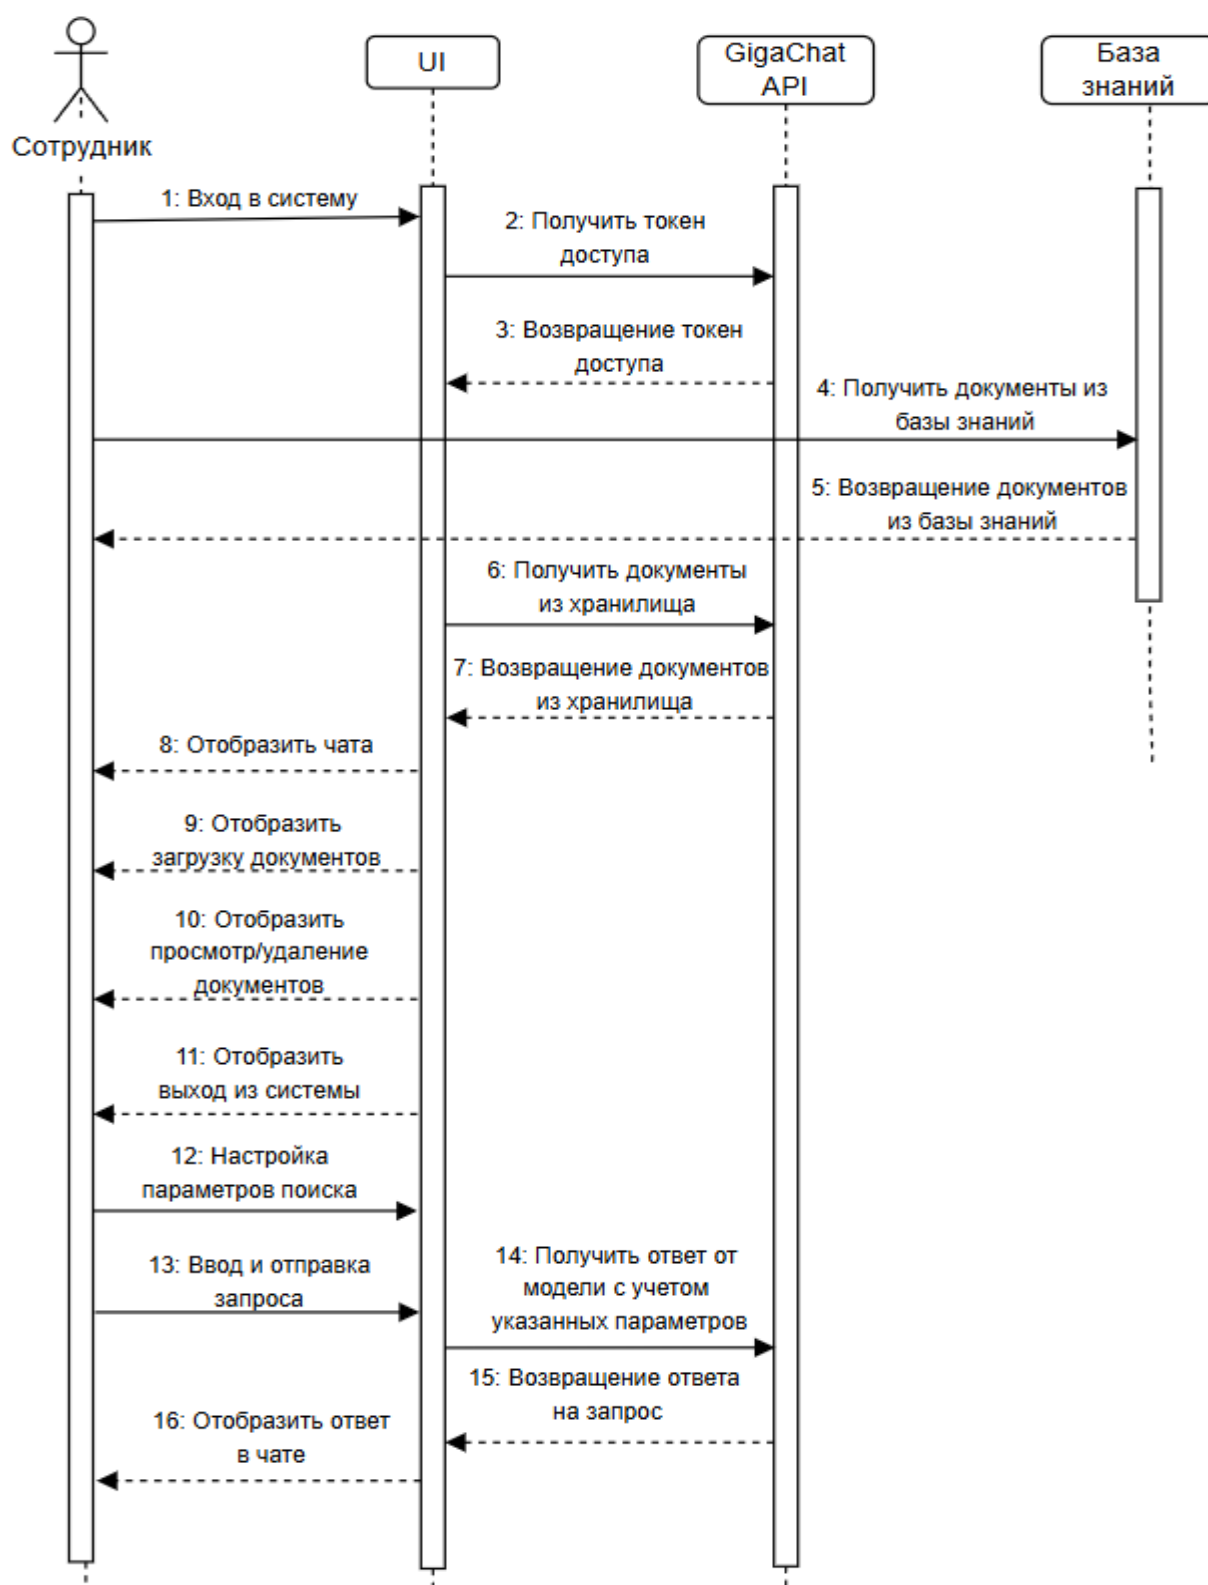 UI
GigaChat
API
База
знаний
Сотрудник
1: Вход в систему
2: Получить токен
доступа
3: Возвращение токен
доступа
4: Получить документы из
базы знаний
5: Возвращение документов
из базы знаний
6: Получить документы
из хранилища
7: Возвращение документов
из хранилища
8: Отобразить чата
9: Отобразить
загрузку документов
10: Отобразить
просмотр/удаление
документов
11: Отобразить
выход из системы
12: Настройка
параметров поиска
13: Ввод и отправка
запроса
14: Получить ответ от
модели с учетом
указанных параметров
15: Возвращение ответа
на запрос
16: Отобразить ответ
в чате